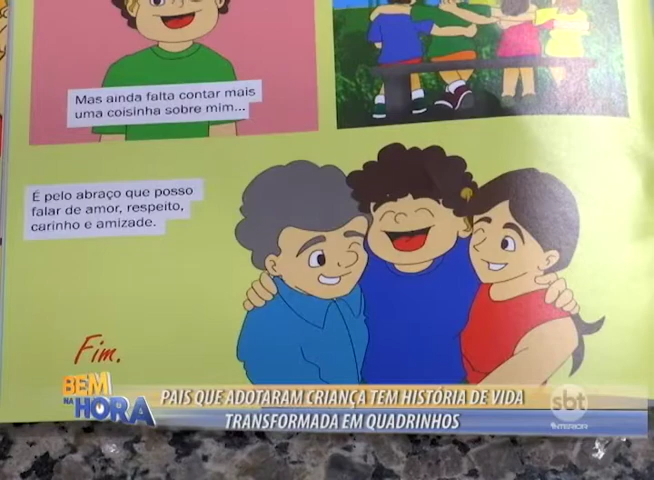 Mas ainda falta contar mais
uma coisinha sobre mim...
É pelo abraço que posso
falar de amor, respeito,
carinho e amizade.
Fim.
BEM
NA HORA
PAIS QUE ADOTARAM CRIANÇA TEM HISTÓRIA DE VIDA
TRANSFORMADA EM QUADRINHOS
sbt
INTERIOR